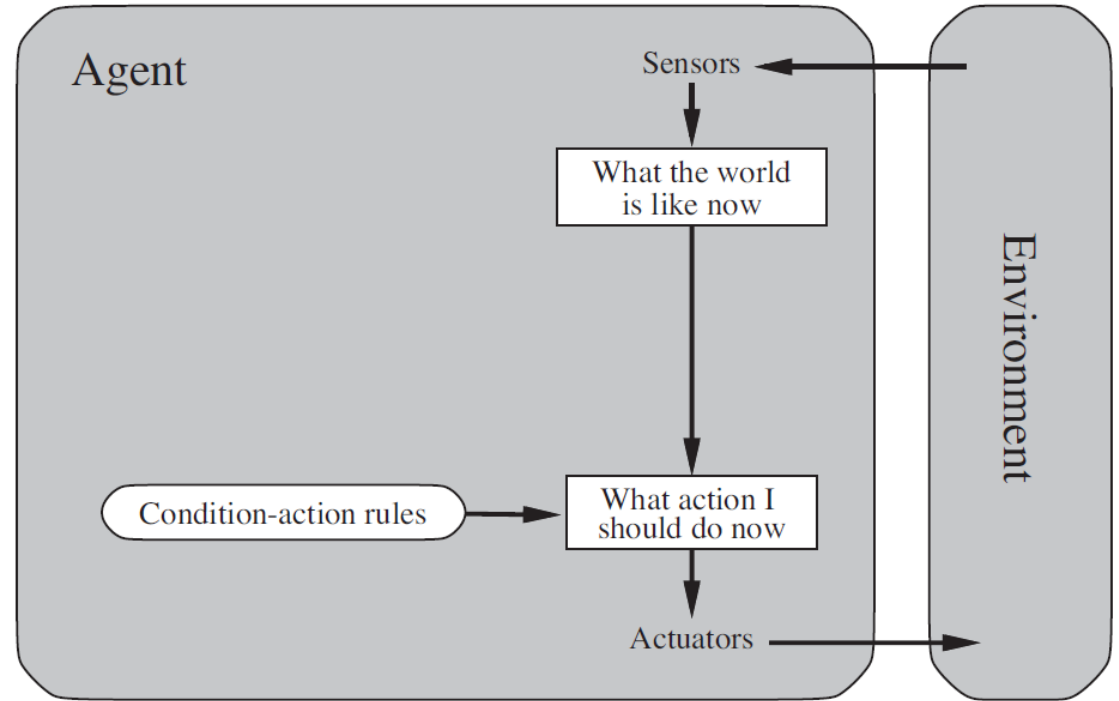 Agent
Sensors
What the world
is like now
Environment
Condition-action rules
What action I
should do now
Actuators